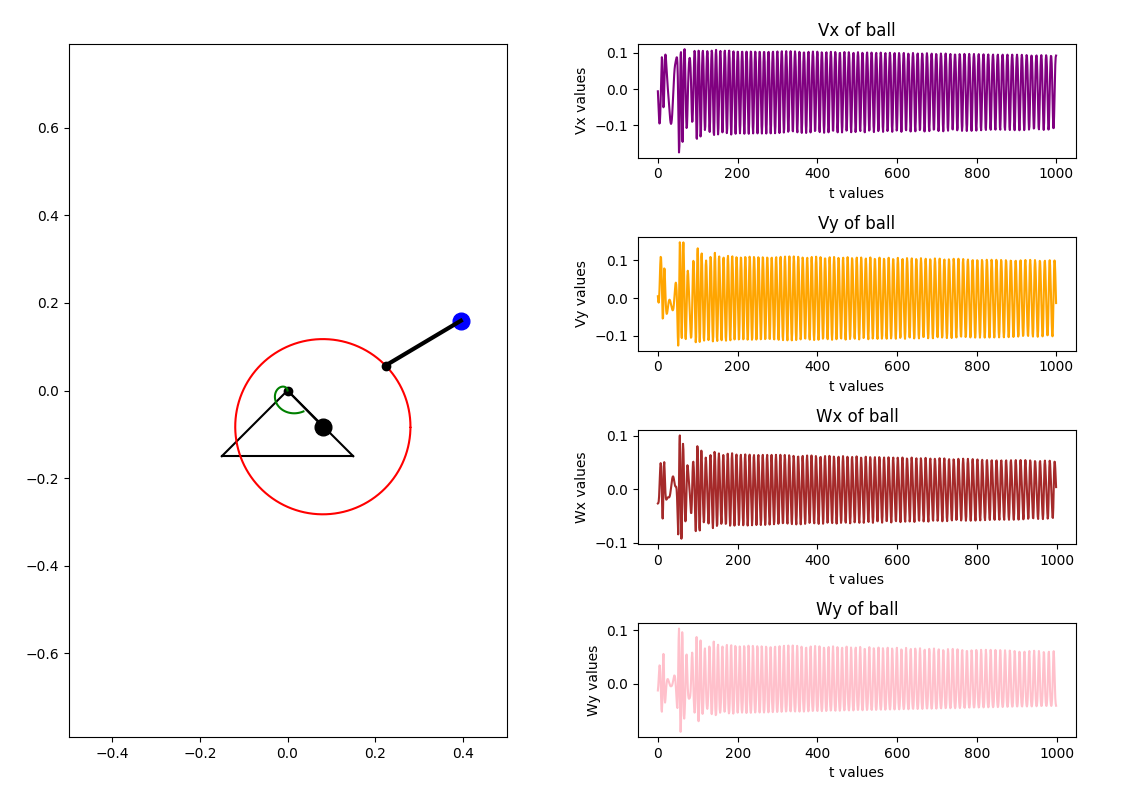 0.6
0.4
0.2
0.0
−0.2
−0.4
−0.6
−0.4 −0.2 0.0 0.2 0.4
Vx of ball
Vx values
0.1
0.0
−0.1
0 200 400 600 800 1000
t values
Vy of ball
Vy values
0.1
0.0
−0.1
0 200 400 600 800 1000
t values
Wx of ball
Wx values
0.1
0.0
−0.1
0 200 400 600 800 1000
t values
Wy of ball
Wy values
0.1
0.0
0 200 400 600 800 1000
t values